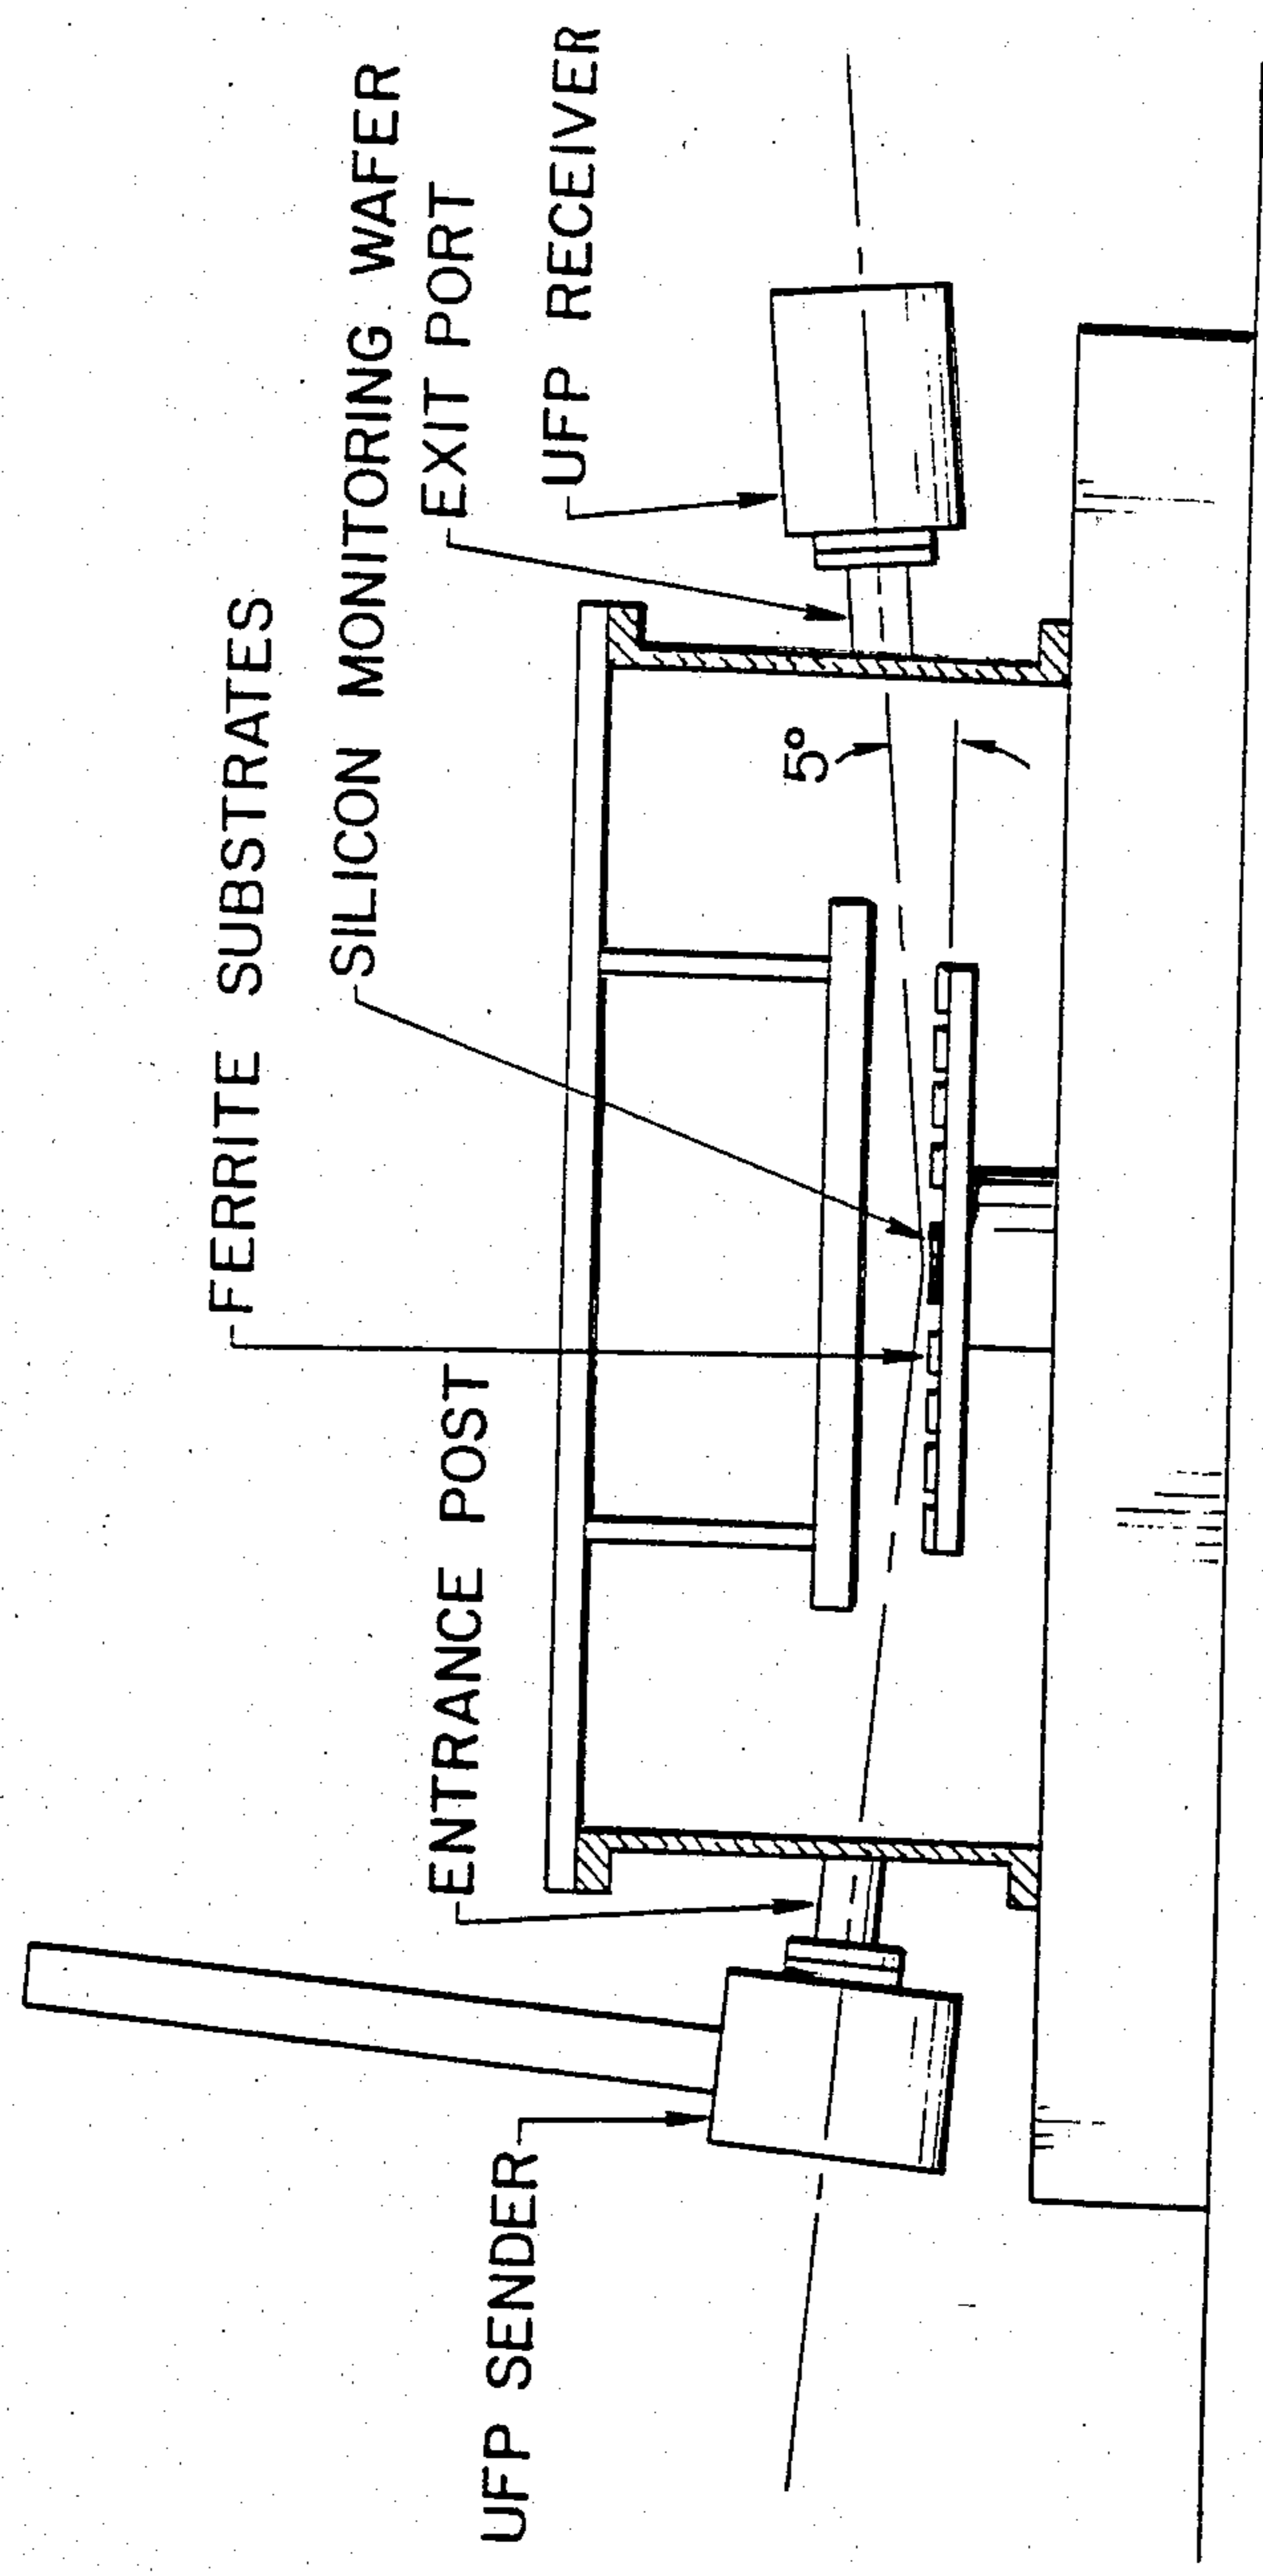 FERRITE SUBSTRATES
SILICON MONITORING WAFER
EXIT PORT
UFP RECEIVER
ENTRANCE POST
UFP SENDER
5°